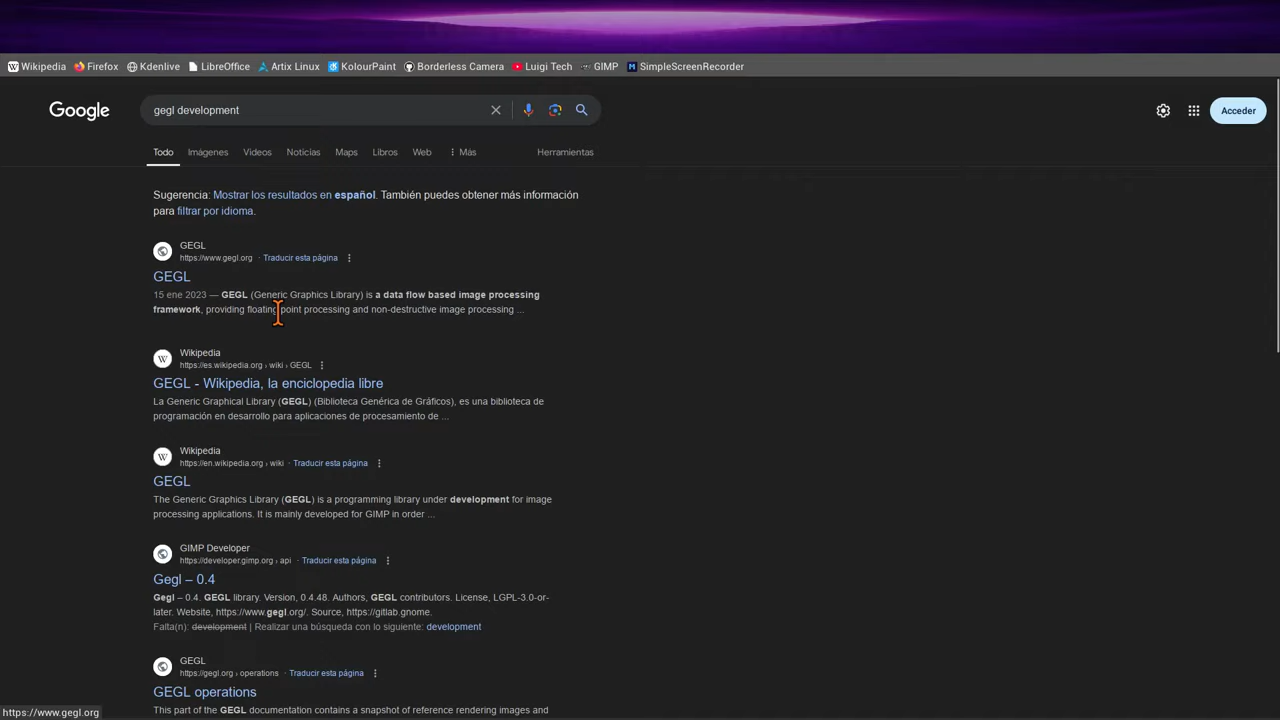 Wikipedia Firefox Kdenlive LibreOffice Artix Linux KolourPaint Borderless Camera Luigi Tech GIMP SimpleScreenRecorder
Google gegl development Acceder
Todo Imágenes Videos Noticias Maps Libros Web Más Herramientas
Sugerencia: Mostrar los resultados en español. También puedes obtener más información
para filtrar por idioma.
GEGL
https://www.gegl.org · Traducir esta página
GEGL
15 ene 2023 — GEGL (Generic Graphics Library) is a data flow based image processing
framework, providing floating point processing and non-destructive image processing ...
W Wikipedia
https://es.wikipedia.org › wiki › GEGL
GEGL - Wikipedia, la enciclopedia libre
La Generic Graphical Library (GEGL) (Biblioteca Genérica de Gráficos), es una biblioteca de
programación en desarrollo para aplicaciones de procesamiento de ...
W Wikipedia
https://en.wikipedia.org › wiki · Traducir esta página
GEGL
The Generic Graphics Library (GEGL) is a programming library under development for image
processing applications. It is mainly developed for GIMP in order ...
GIMP Developer
https://developer.gimp.org › api · Traducir esta página
Gegl – 0.4
Gegl – 0.4. GEGL library. Version, 0.4.48. Authors, GEGL contributors. License, LGPL-3.0-or-
later. Website, https://www.gegl.org/. Source, https://gitlab.gnome.
Falta(n): development | Realizar una búsqueda con lo siguiente: development
GEGL
https://gegl.org › operations · Traducir esta página
GEGL operations
This part of the GEGL documentation contains a snapshot of reference rendering images and
https://www.gegl.org